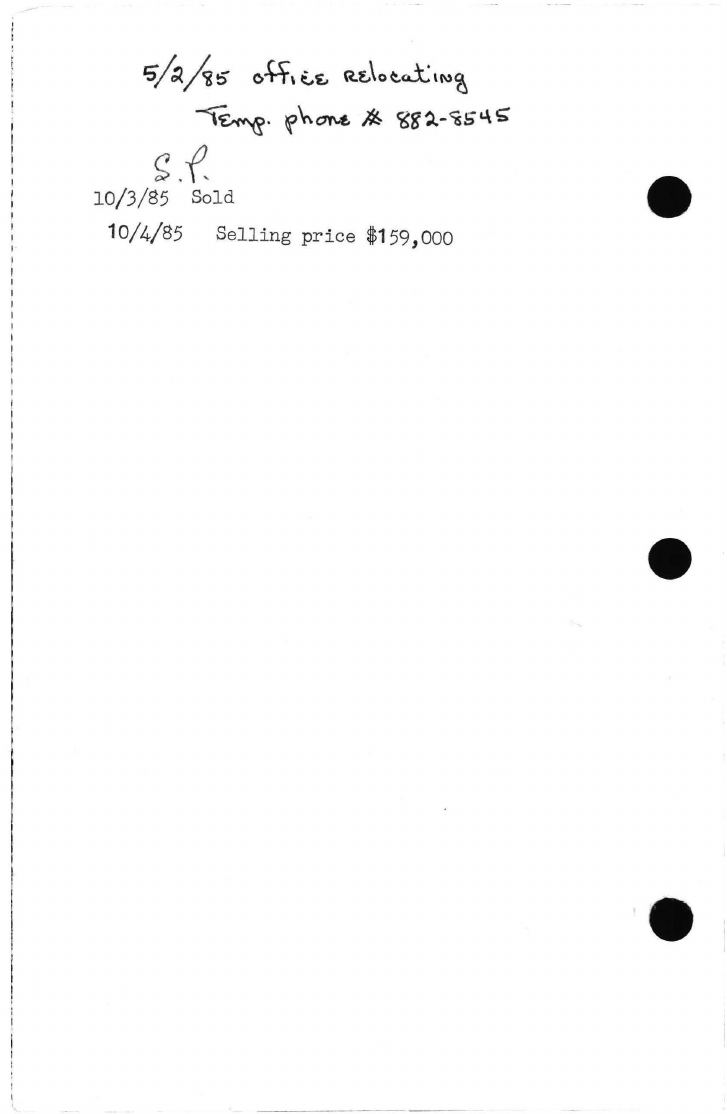 5/2/85 office Relocating
Temp. phone # 882-8545
S.P.
10/3/85 Sold
10/4/85 Selling price $159,000